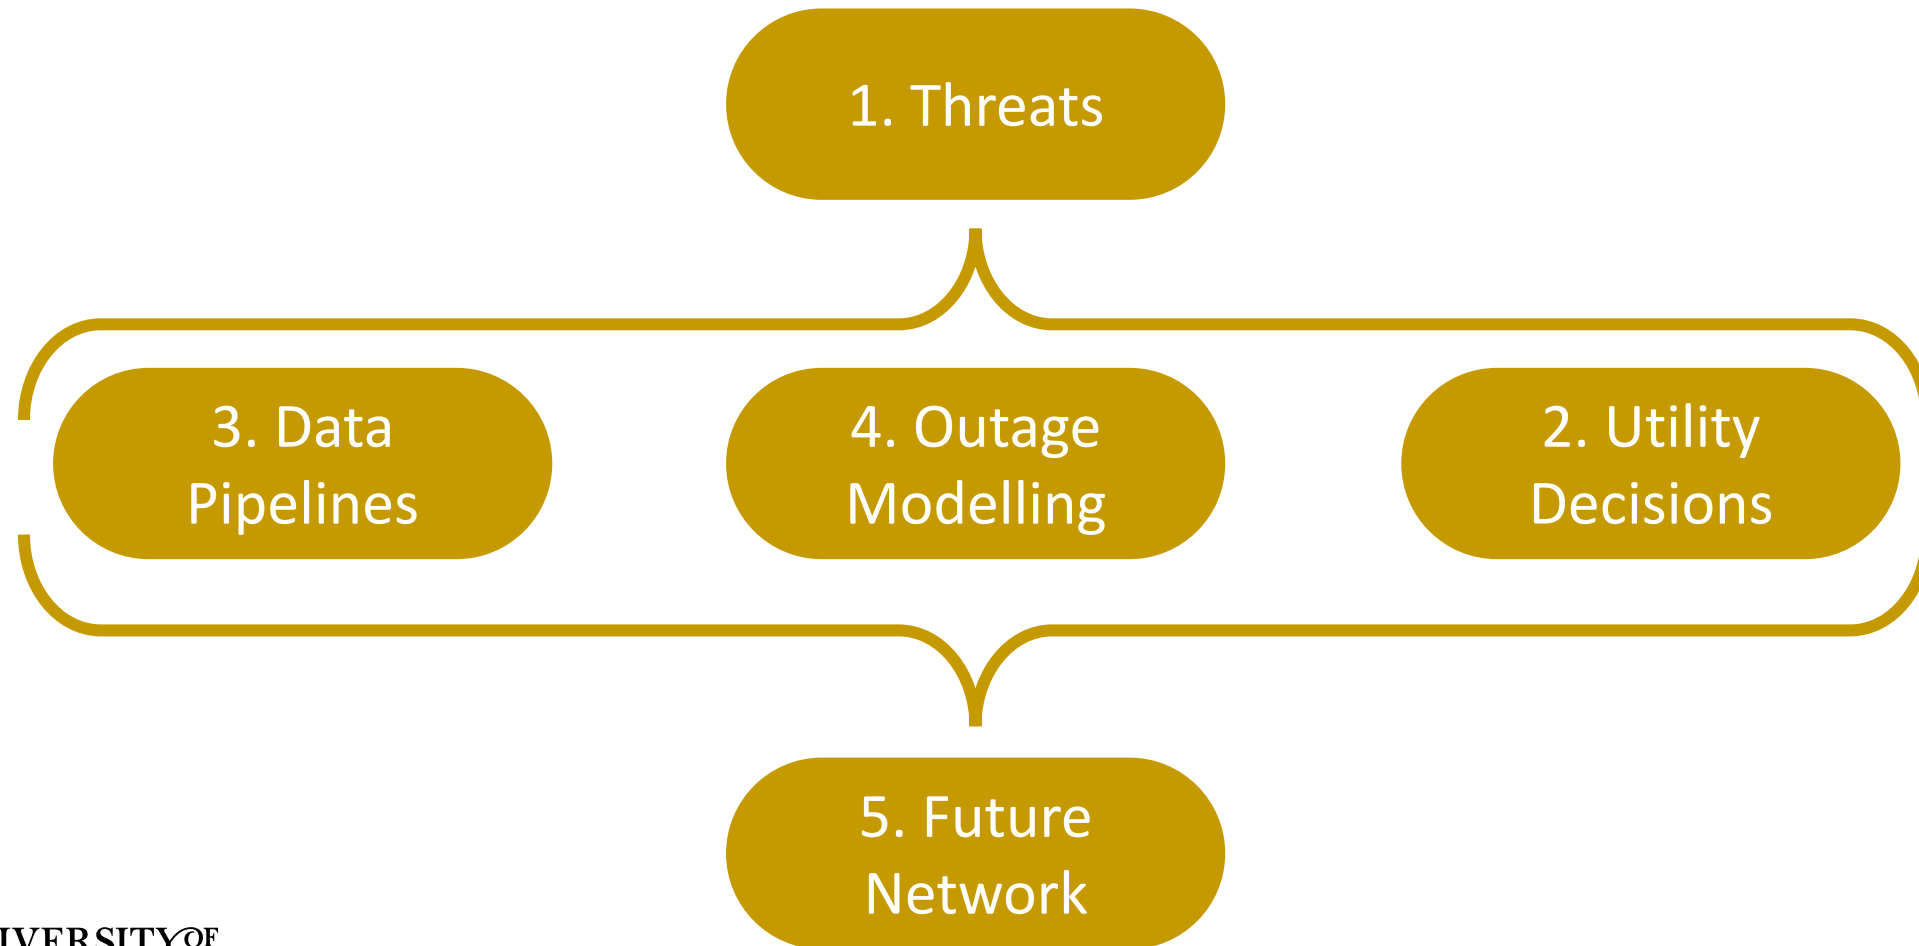 1. Threats
3. Data
Pipelines
4. Outage
Modelling
2. Utility
Decisions
5. Future
Network